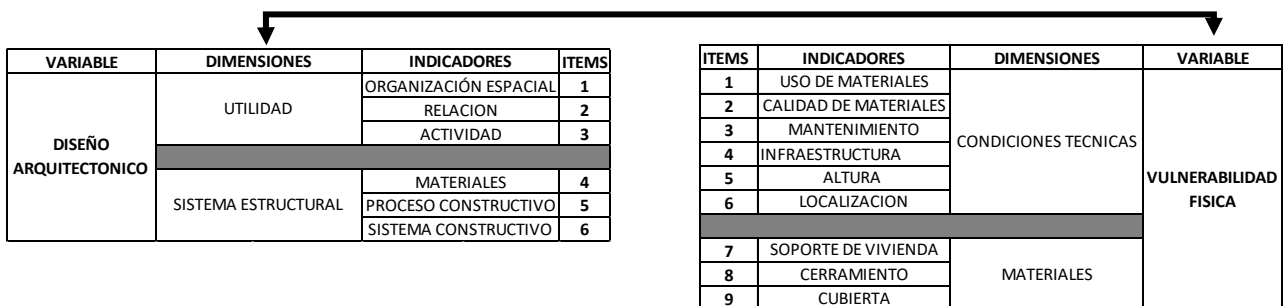 VARIABLE DIMENSIONES INDICADORES ITEMS
UTILIDAD
ORGANIZACIÓN ESPACIAL 1
RELACION 2
ACTIVIDAD 3
DISEÑO
ARQUITECTONICO
SISTEMA ESTRUCTURAL
MATERIALES 4
PROCESO CONSTRUCTIVO 5
SISTEMA CONSTRUCTIVO 6
ITEMS INDICADORES DIMENSIONES VARIABLE
1 USO DE MATERIALES
2 CALIDAD DE MATERIALES
3 MANTENIMIENTO
4 INFRAESTRUCTURA
5 ALTURA
6 LOCALIZACION
CONDICIONES TECNICAS
VULNERABILIDAD
FISICA
7 SOPORTE DE VIVIENDA
8 CERRAMIENTO
9 CUBIERTA
MATERIALES